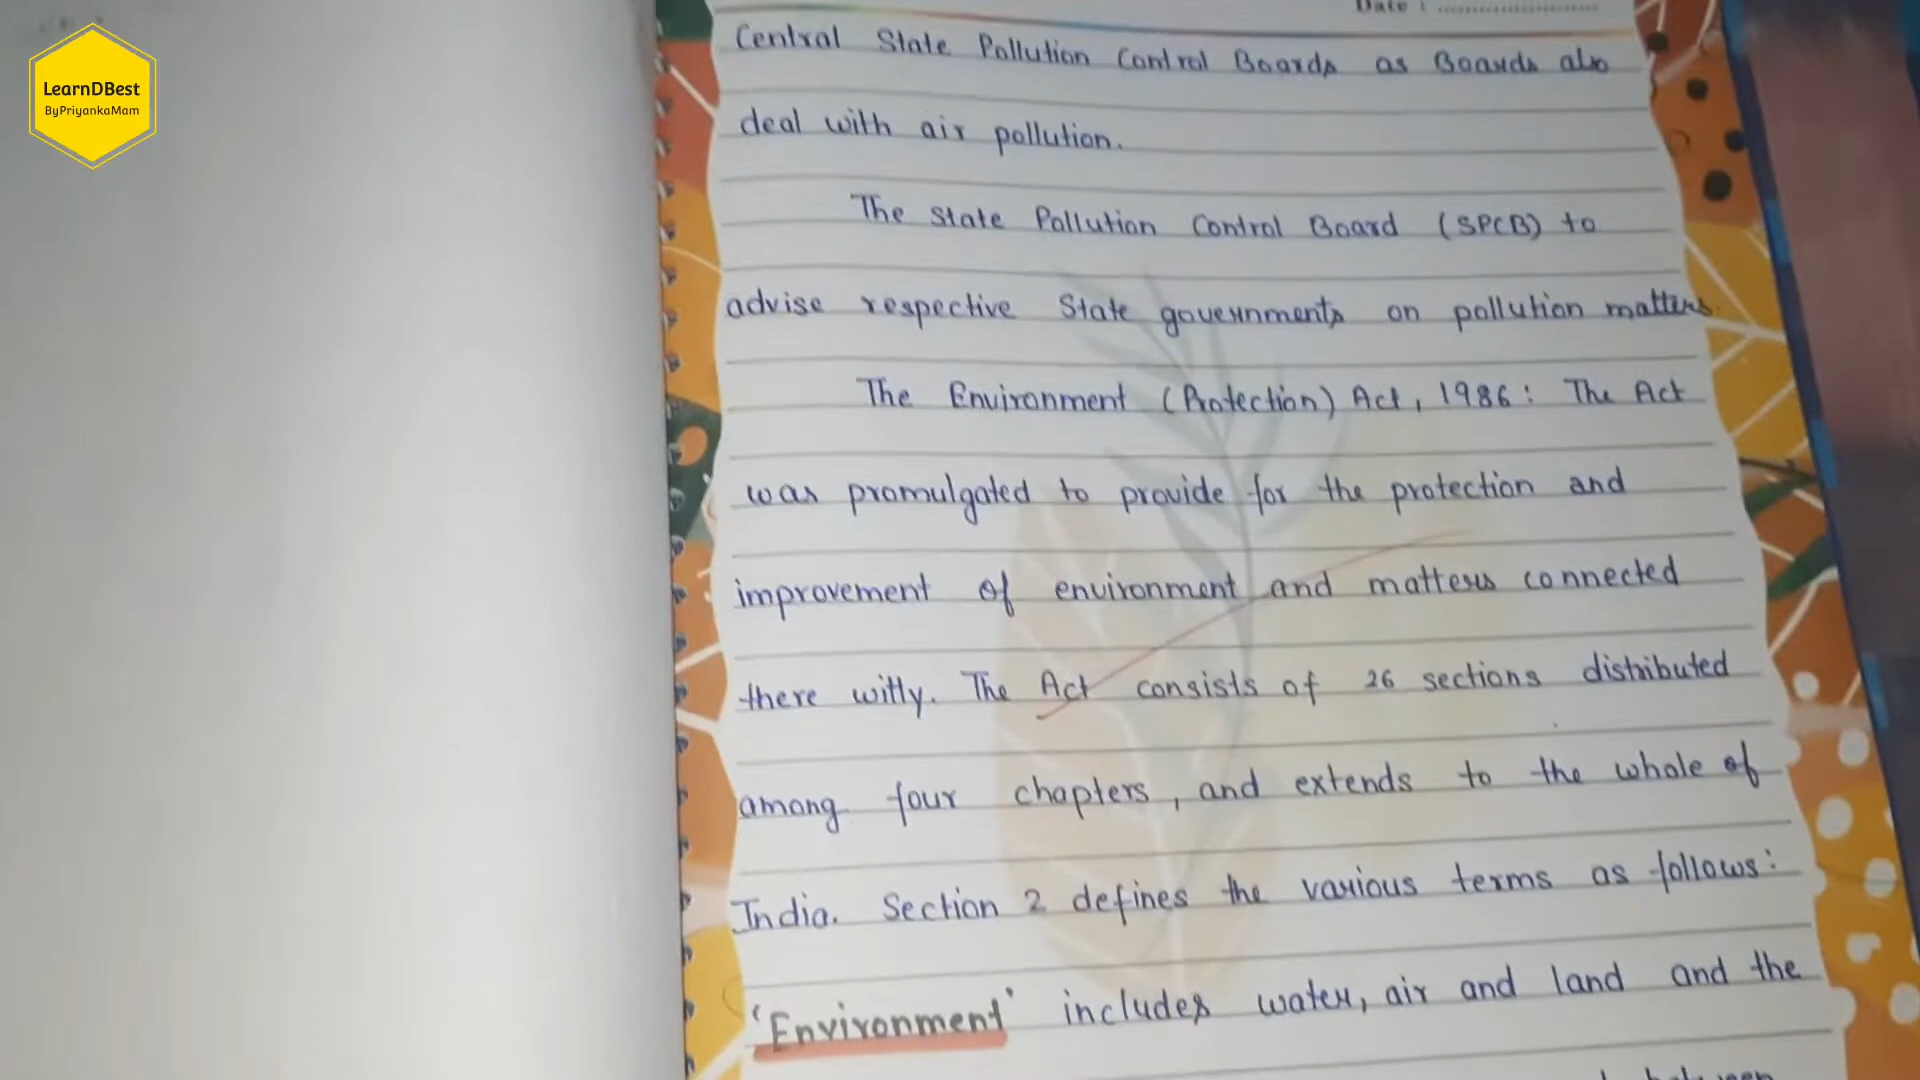 LearnDBest
ByPriyankaMam
Date : ........................
Central State Pollution Control Boards as Boards also
deal with air pollution.
The State Pollution Control Board (SPCB) to
advise respective State governments on pollution matters.
The Environment (Protection) Act, 1986: The Act
was promulgated to provide for the protection and
improvement of environment and matters connected
there witly. The Act consists of 26 sections distributed
among four chapters, and extends to the whole of
India. Section 2 defines the various terms as follows:
'Environment' includes water, air and land and the